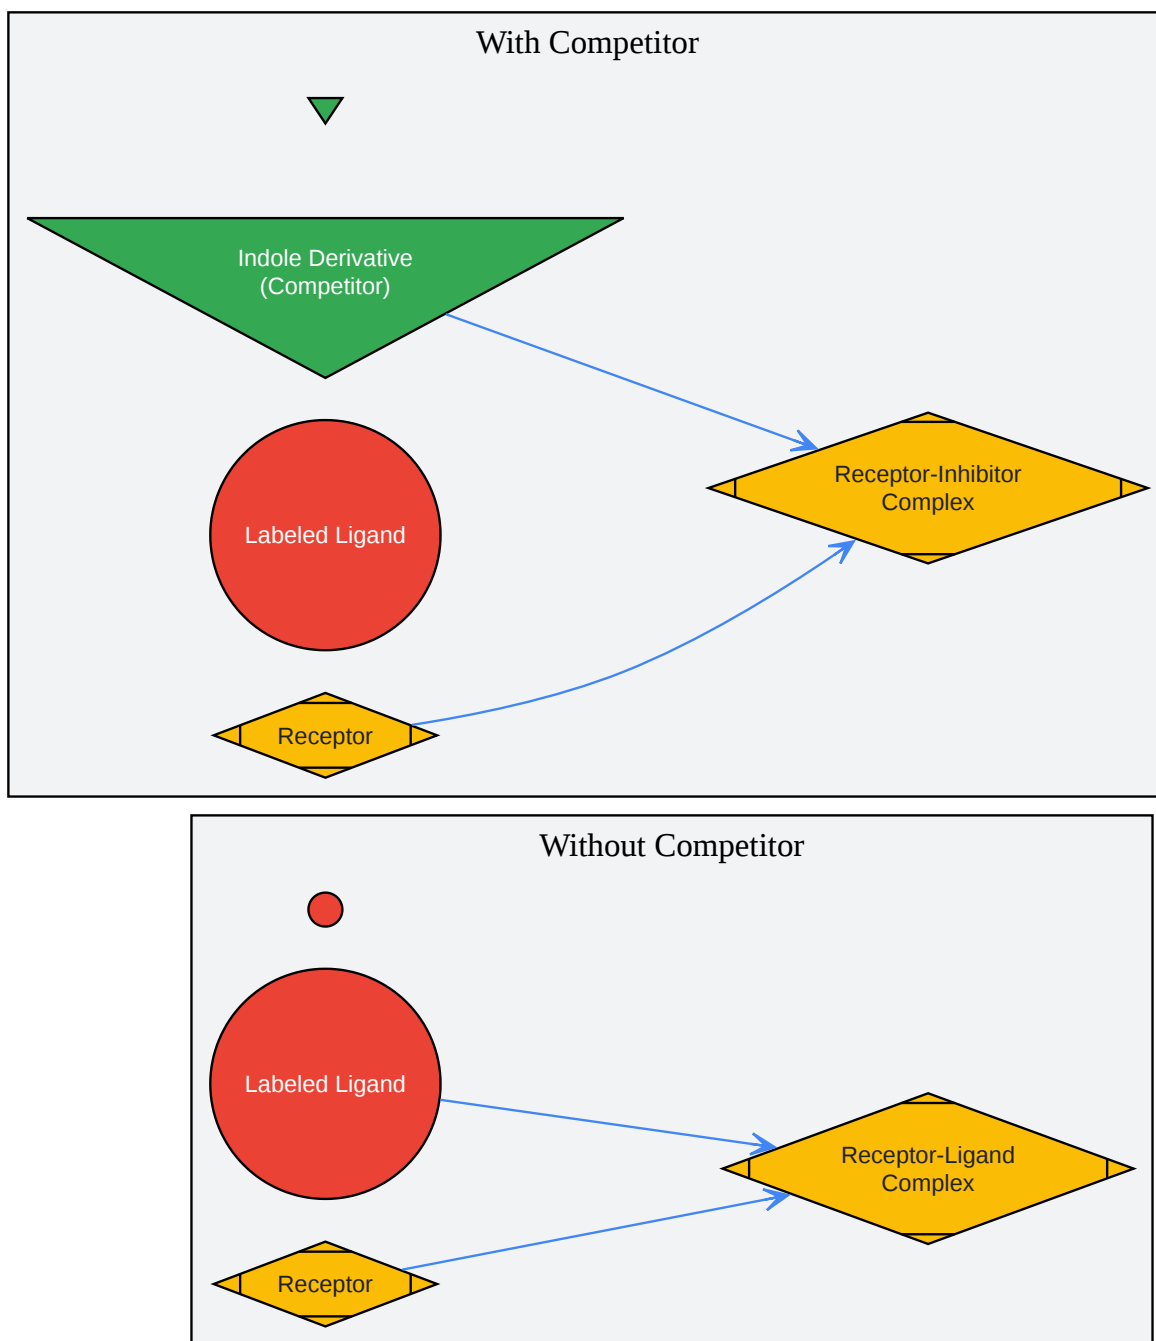 With Competitor
Indole Derivative
(Competitor)
Labeled Ligand
Receptor-Inhibitor
Complex
Receptor
Without Competitor
Labeled Ligand
Receptor-Ligand
Complex
Receptor